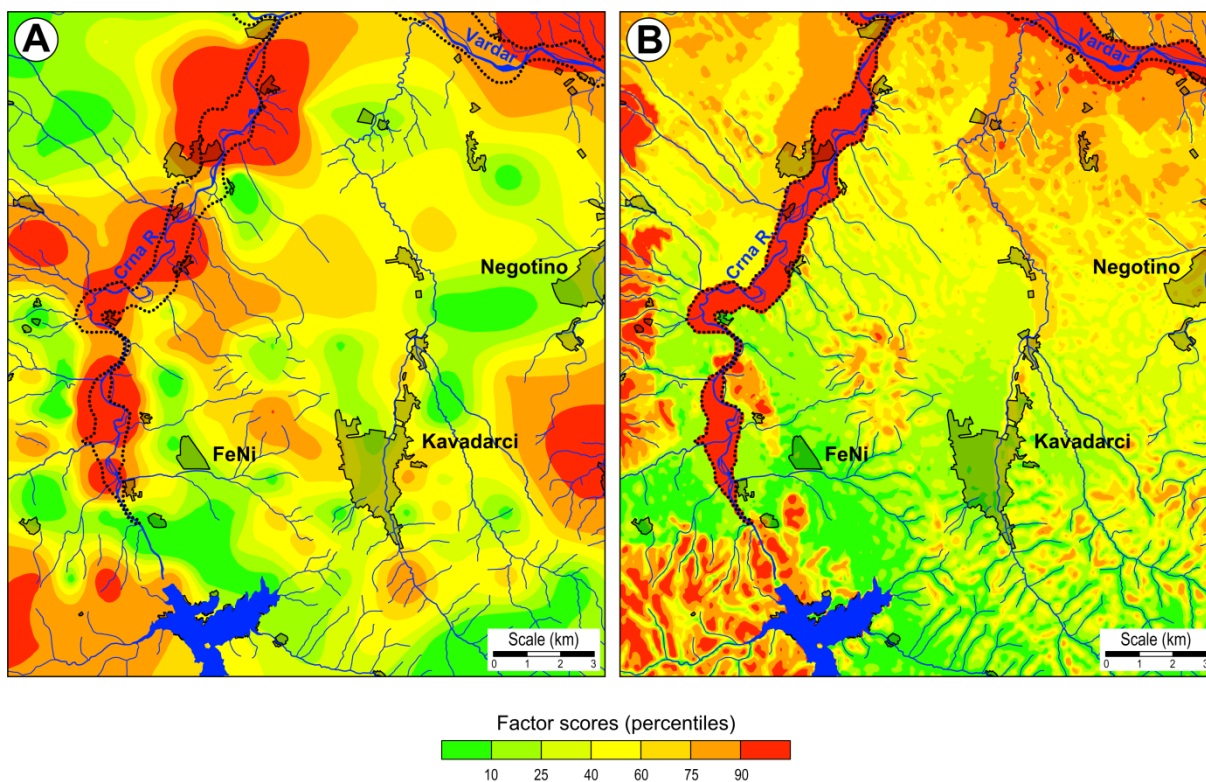 A
Vardar
Crna R.
Negotino
Kavadarci
FeNi
Scale (km)
0 1 2 3
B
Vardar
Crna R.
Negotino
Kavadarci
FeNi
Scale (km)
0 1 2 3
Factor scores (percentiles)
10 25 40 60 75 90